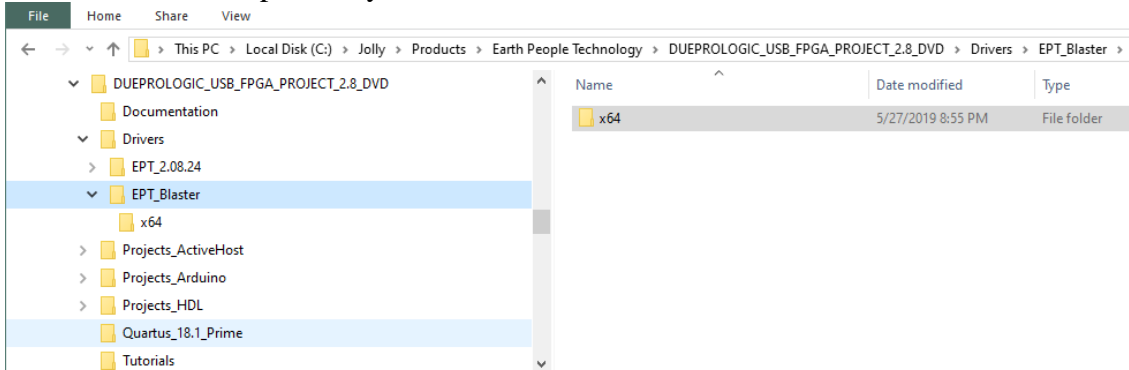 File Home Share View
This PC > Local Disk (C:) > Jolly > Products > Earth People Technology > DUEPROLOGIC_USB_FPGA_PROJECT_2.8_DVD > Drivers > EPT_Blaster >
DUEPROLOGIC_USB_FPGA_PROJECT_2.8_DVD
Documentation
Drivers
EPT_2.08.24
EPT_Blaster
x64
Projects_ActiveHost
Projects_Arduino
Projects_HDL
Quartus_18.1_Prime
Tutorials
Name Date modified Type
x64 5/27/2019 8:55 PM File folder